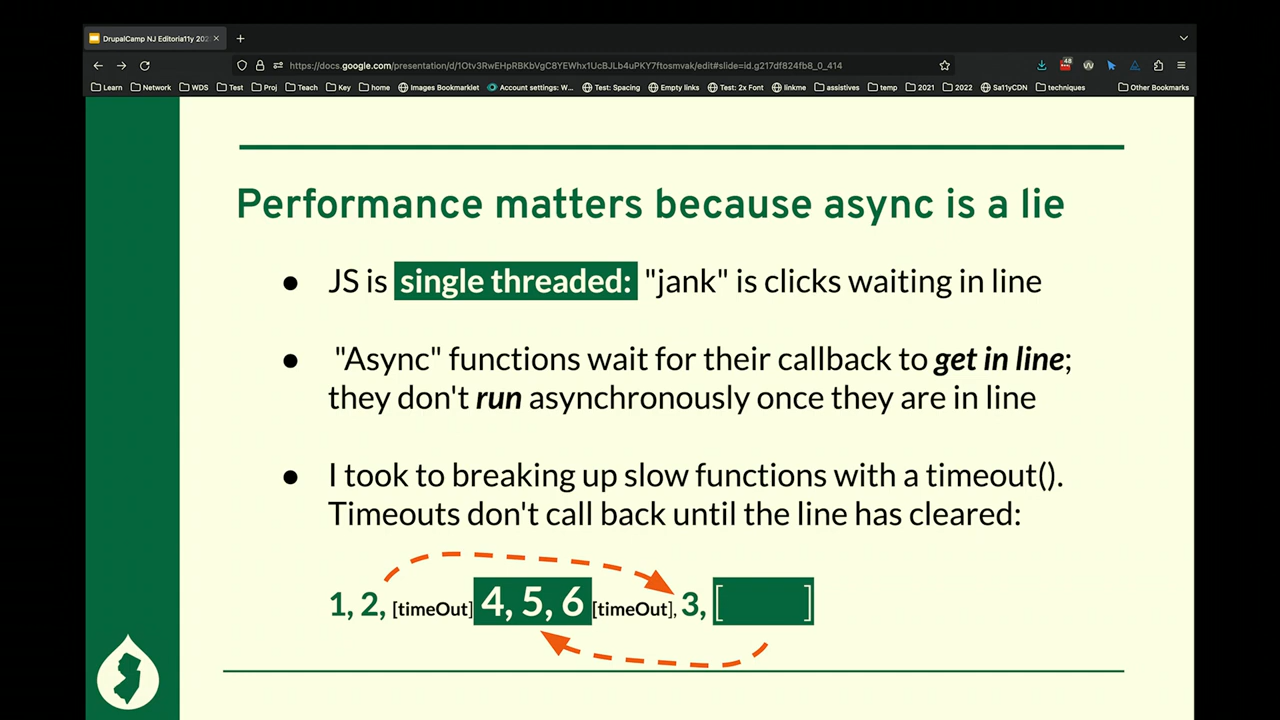 DrupalCamp NJ Editoria11y 202
https://docs.google.com/presentation/d/1Otv3RwEHpRBKbVgC8YEWhx1UcBJLb4uPKY7ftosmvak/edit#slide=id.g217df824fb8_0_414
48
Learn Network WDS Test Proj Teach Key home Images Bookmarklet Account settings: W... Test: Spacing Empty links Test: 2x Font linkme assistives temp 2021 2022 Sa11yCDN techniques Other Bookmarks
Performance matters because async is a lie
● JS is single threaded: "jank" is clicks waiting in line
● "Async" functions wait for their callback to get in line;
they don't run asynchronously once they are in line
● I took to breaking up slow functions with a timeout().
Timeouts don't call back until the line has cleared:
1, 2, [timeOut] 4, 5, 6 [timeOut], 3, [ ]